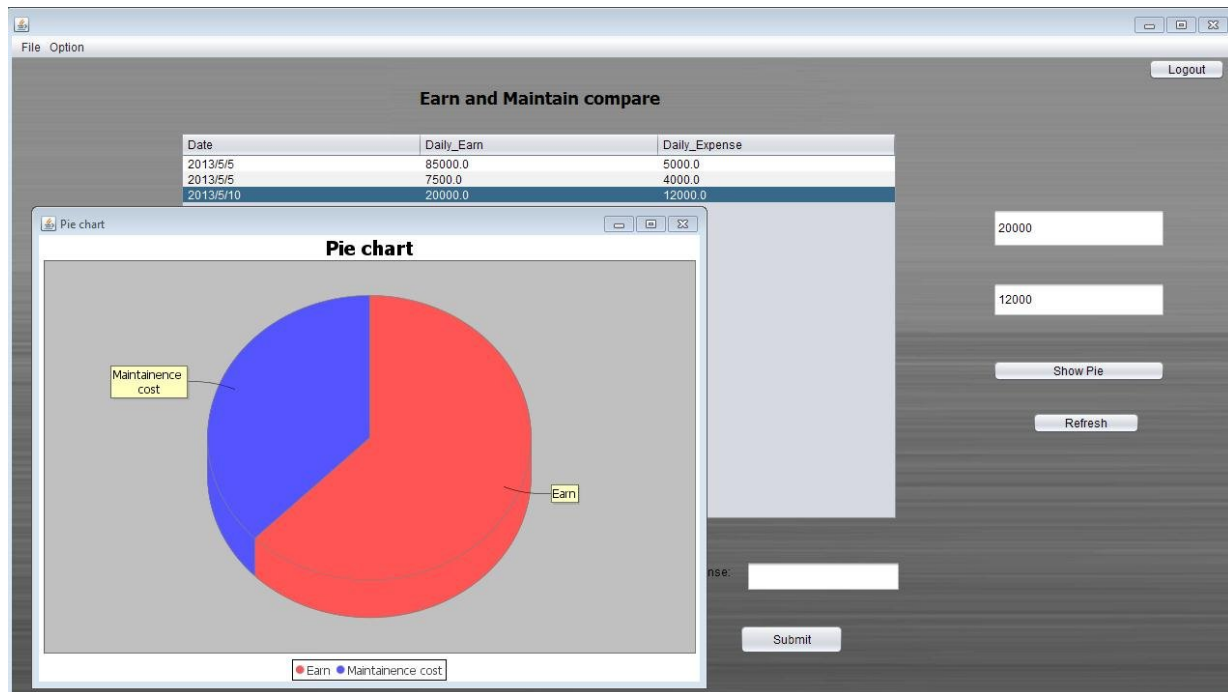 File Option
Logout
Earn and Maintain compare
Date Daily_Earn Daily_Expense
2013/5/5 85000.0 5000.0
2013/5/5 7500.0 4000.0
2013/5/10 20000.0 12000.0
Pie chart
Pie chart
Maintainence
cost
Earn
Earn Maintainence cost
20000
12000
Show Pie
Refresh
nse:
Submit